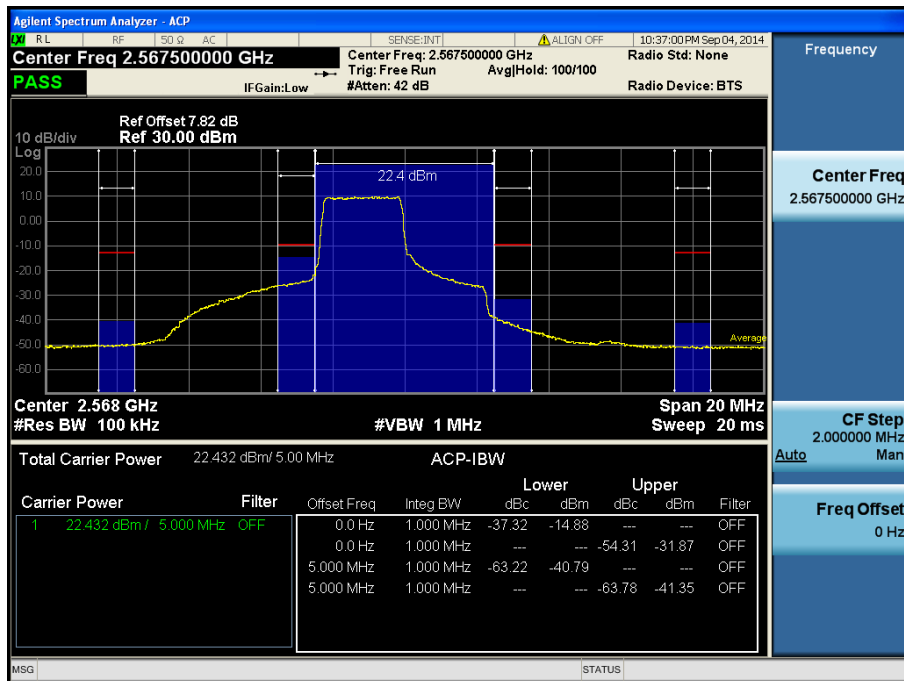 Agilent Spectrum Analyzer - ACP
LXI RL RF 50 Ω AC SENSE:INT ALIGN OFF 10:37:00 PM Sep 04, 2014
Center Freq 2.567500000 GHz
Center Freq: 2.567500000 GHz
Radio Std: None
Trig: Free Run Avg|Hold: 100/100
PASS
IFGain:Low
#Atten: 42 dB
Radio Device: BTS
Frequency
Ref Offset 7.82 dB
10 dB/div Ref 30.00 dBm
Log
22.4 dBm
20.0
10.0
0.00
-10.0
-20.0
-30.0
-40.0
-50.0
-60.0
Average
Center 2.568 GHz Span 20 MHz
#Res BW 100 kHz #VBW 1 MHz Sweep 20 ms
Center Freq
2.567500000 GHz
CF Step
2.000000 MHz
Auto Man
Freq Offset
0 Hz
Total Carrier Power 22.432 dBm/ 5.00 MHz ACP-IBW
Lower Upper
Carrier Power Filter
Offset Freq Integ BW dBc dBm dBc dBm Filter
1 22.432 dBm / 5.000 MHz OFF
0.0 Hz 1.000 MHz -37.32 -14.88 --- --- OFF
0.0 Hz 1.000 MHz --- --- -54.31 -31.87 OFF
5.000 MHz 1.000 MHz -63.22 -40.79 --- --- OFF
5.000 MHz 1.000 MHz --- --- -63.78 -41.35 OFF
MSG STATUS